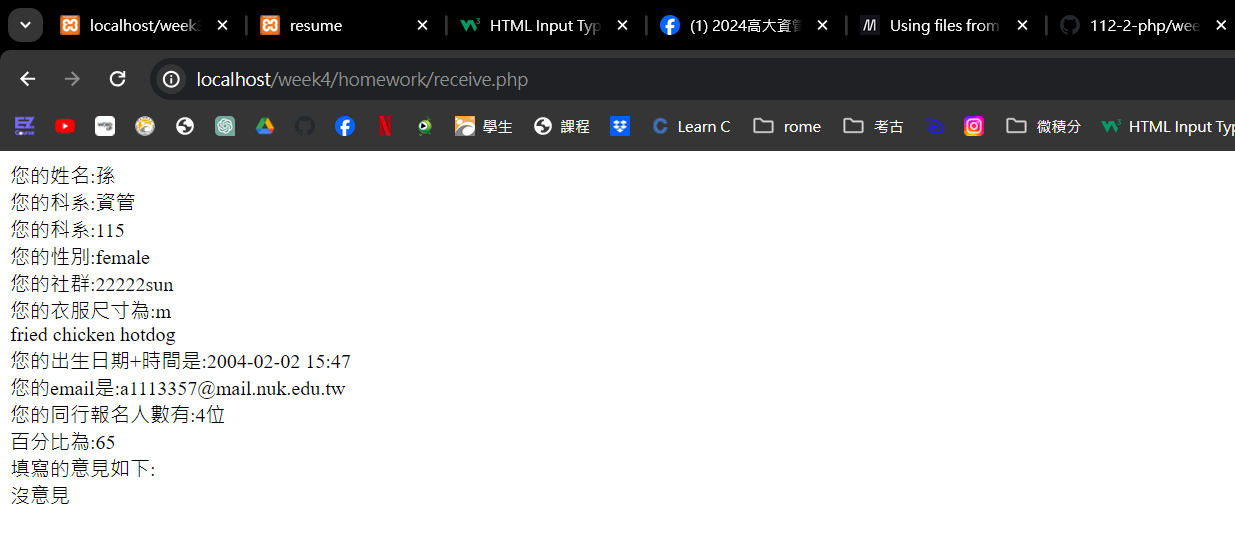 localhost/week
resume
HTML Input Typ
(1) 2024高大資管
Using files from
112-2-php/wee
localhost/week4/homework/receive.php
EZ Course
學生
課程
Learn C
rome
考古
微積分
HTML Input Typ
您的姓名:孫
您的科系:資管
您的科系:115
您的性別:female
您的社群:22222sun
您的衣服尺寸為:m
fried chicken hotdog
您的出生日期+時間是:2004-02-02 15:47
您的email是:a1113357@mail.nuk.edu.tw
您的同行報名人數有:4位
百分比為:65
填寫的意見如下:
沒意見